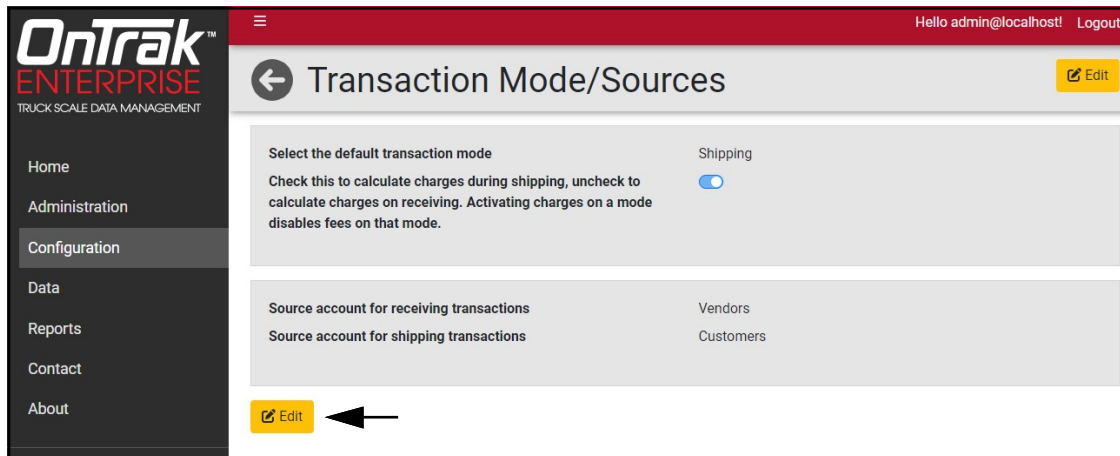 OnTrak™
ENTERPRISE
TRUCK SCALE DATA MANAGEMENT
Hello admin@localhost! Logout
Transaction Mode/Sources
Edit
Home
Administration
Configuration
Data
Reports
Contact
About
Select the default transaction mode Shipping
Check this to calculate charges during shipping, uncheck to
calculate charges on receiving. Activating charges on a mode
disables fees on that mode.
Source account for receiving transactions Vendors
Source account for shipping transactions Customers
Edit